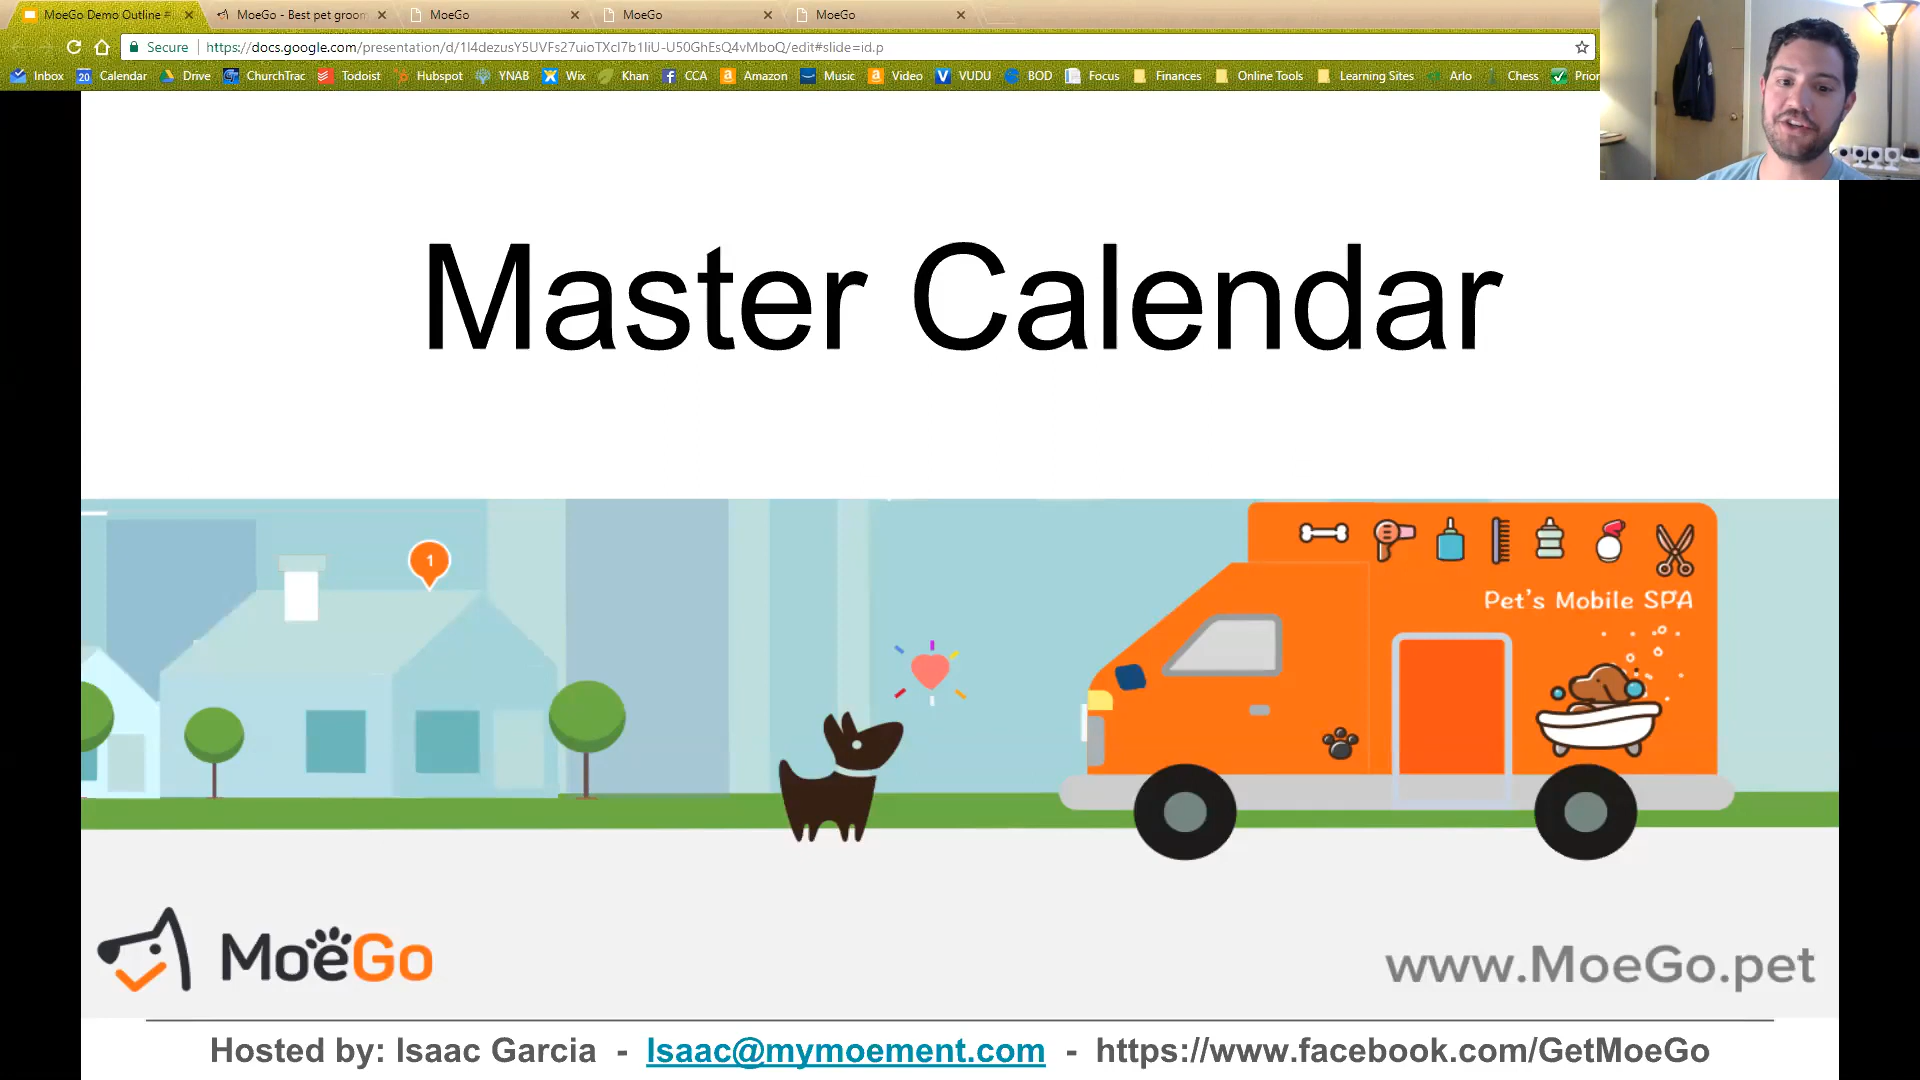 MoeGo Demo Outline #
MoeGo - Best pet groom
MoeGo
MoeGo
MoeGo
Secure
https://docs.google.com/presentation/d/1I4dezusY5UVFs27uioTXcI7b1IiU-U50GhEsQ4vMboQ/edit#slide=id.p
Inbox
20 Calendar
Drive
ChurchTrac
Todoist
Hubspot
YNAB
Wix
Khan
CCA
Amazon
Music
Video
VUDU
BOD
Focus
Finances
Online Tools
Learning Sites
Arlo
Chess
Prior
Master Calendar
1
Pet's Mobile SPA
MoeGo
www.MoeGo.pet
Hosted by: Isaac Garcia - Isaac@mymoement.com - https://www.facebook.com/GetMoeGo